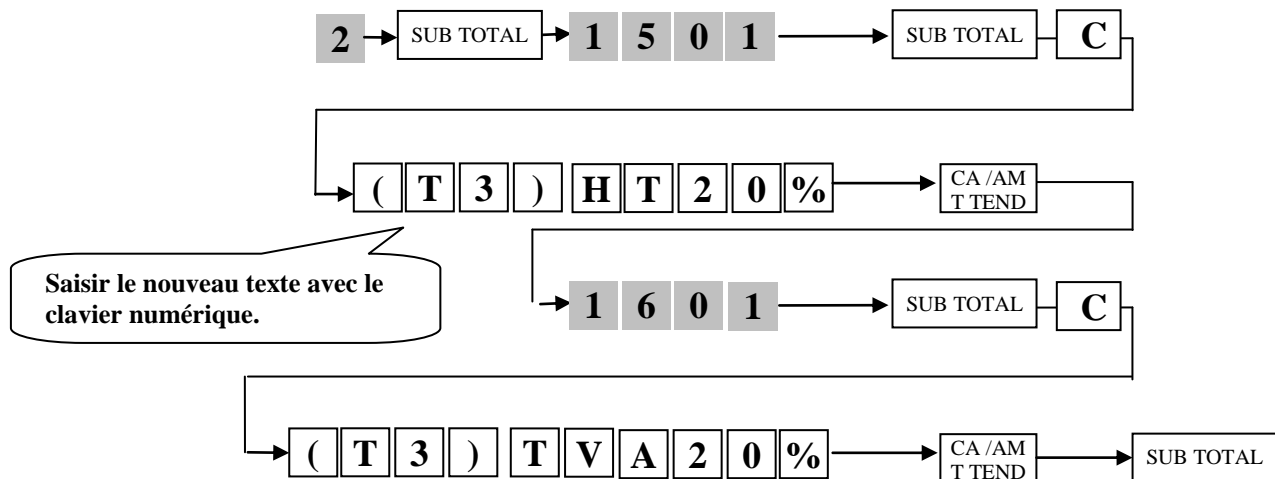 2 SUB TOTAL 1 5 0 1 SUB TOTAL C
( T 3 ) H T 2 0 % CA /AM
T TEND
Saisir le nouveau texte avec le
clavier numérique.
1 6 0 1 SUB TOTAL C
( T 3 ) T V A 2 0 % CA /AM
T TEND SUB TOTAL